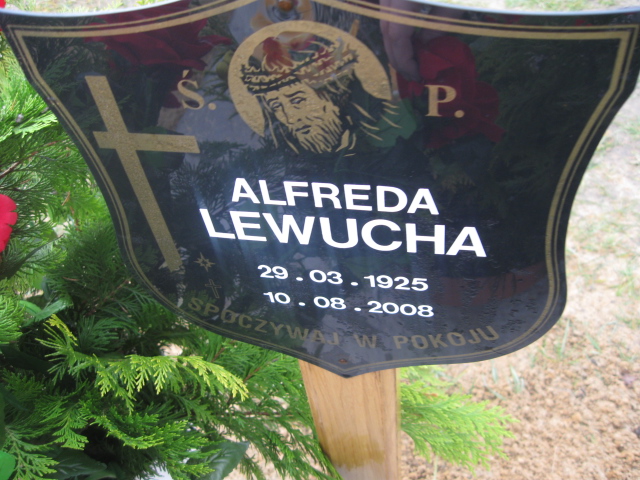 Ś. P.
ALFREDA
LEWUCHA
29.03.1925
10.08.2008
SPOCZYWAJ W POKOJU